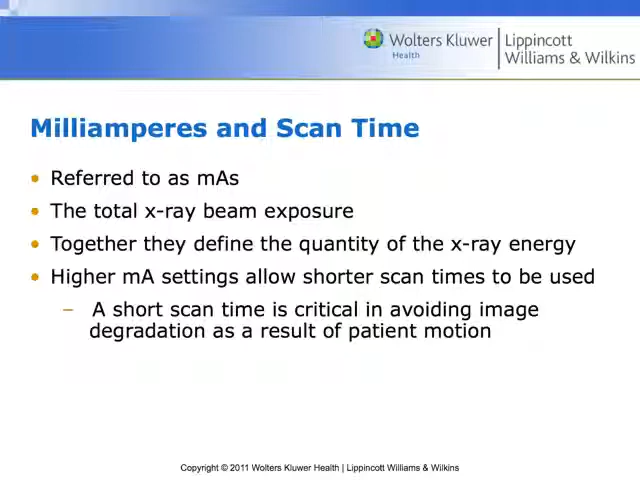 Wolters Kluwer
Health
Lippincott
Williams & Wilkins
Milliamperes and Scan Time
• Referred to as mAs
• The total x-ray beam exposure
• Together they define the quantity of the x-ray energy
• Higher mA settings allow shorter scan times to be used
– A short scan time is critical in avoiding image
degradation as a result of patient motion
Copyright © 2011 Wolters Kluwer Health | Lippincott Williams & Wilkins